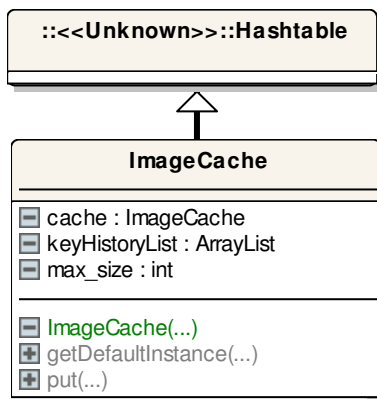 ::<<Unknown>>::Hashtable
ImageCache
cache : ImageCache
keyHistoryList : ArrayList
max_size : int
ImageCache(...)
getDefaultInstance(...)
put(...)